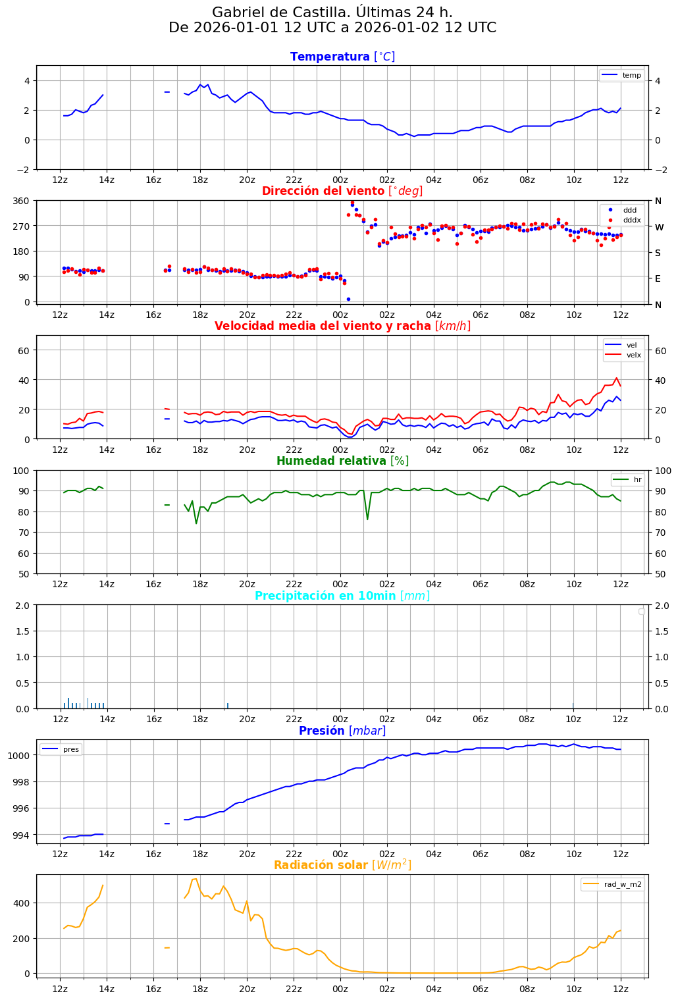 Gabriel de Castilla. Últimas 24 h.
De 2026-01-01 12 UTC a 2026-01-02 12 UTC
Temperatura [°C]
temp
4 4
2 2
0 0
−2 −2
12z 14z 16z 18z 20z 22z 00z 02z 04z 06z 08z 10z 12z
Dirección del viento [°deg]
ddd
dddx
360 N
270 W
180 S
90 E
0 N
12z 14z 16z 18z 20z 22z 00z 02z 04z 06z 08z 10z 12z
Velocidad media del viento y racha [km/h]
vel
velx
60 60
40 40
20 20
0 0
12z 14z 16z 18z 20z 22z 00z 02z 04z 06z 08z 10z 12z
Humedad relativa [%]
hr
100 100
90 90
80 80
70 70
60 60
50 50
12z 14z 16z 18z 20z 22z 00z 02z 04z 06z 08z 10z 12z
Precipitación en 10min [mm]
2.0 2.0
1.5 1.5
1.0 1.0
0.5 0.5
0.0 0.0
12z 14z 16z 18z 20z 22z 00z 02z 04z 06z 08z 10z 12z
Presión [mbar]
pres
1000
998
996
994
12z 14z 16z 18z 20z 22z 00z 02z 04z 06z 08z 10z 12z
Radiación solar [W/m²]
rad_w_m2
400
200
0
12z 14z 16z 18z 20z 22z 00z 02z 04z 06z 08z 10z 12z